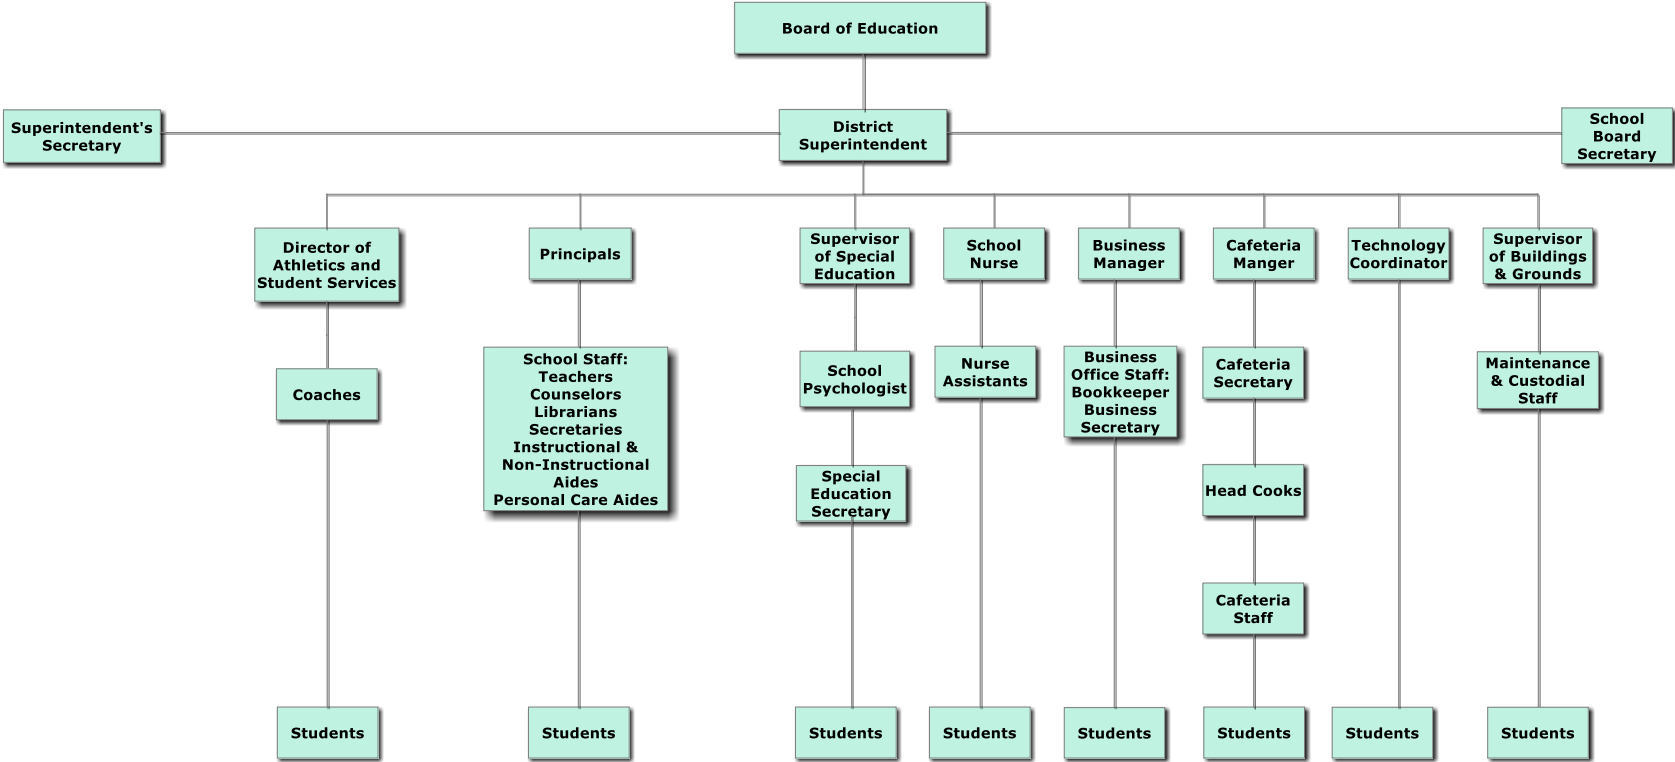 Board of Education
Superintendent's
Secretary
District
Superintendent
School
Board
Secretary
Director of
Athletics and
Student Services
Principals
Supervisor
of Special
Education
School
Nurse
Business
Manager
Cafeteria
Manger
Technology
Coordinator
Supervisor
of Buildings
& Grounds
Coaches
School Staff:
Teachers
Counselors
Librarians
Secretaries
Instructional &
Non-Instructional
Aides
Personal Care Aides
School
Psychologist
Nurse
Assistants
Business
Office Staff:
Bookkeeper
Business
Secretary
Cafeteria
Secretary
Maintenance
& Custodial
Staff
Special
Education
Secretary
Head Cooks
Cafeteria
Staff
Students
Students
Students
Students
Students
Students
Students
Students